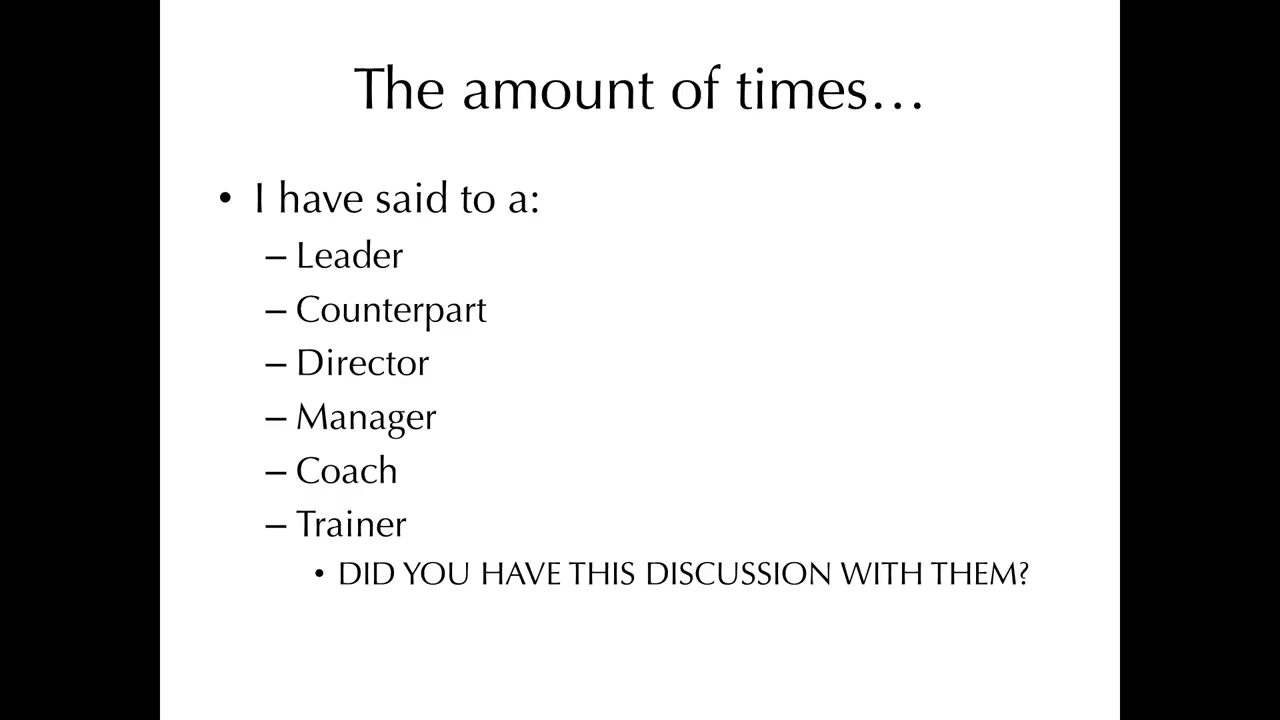 The amount of times…
• I have said to a:
– Leader
– Counterpart
– Director
– Manager
– Coach
– Trainer
• DID YOU HAVE THIS DISCUSSION WITH THEM?